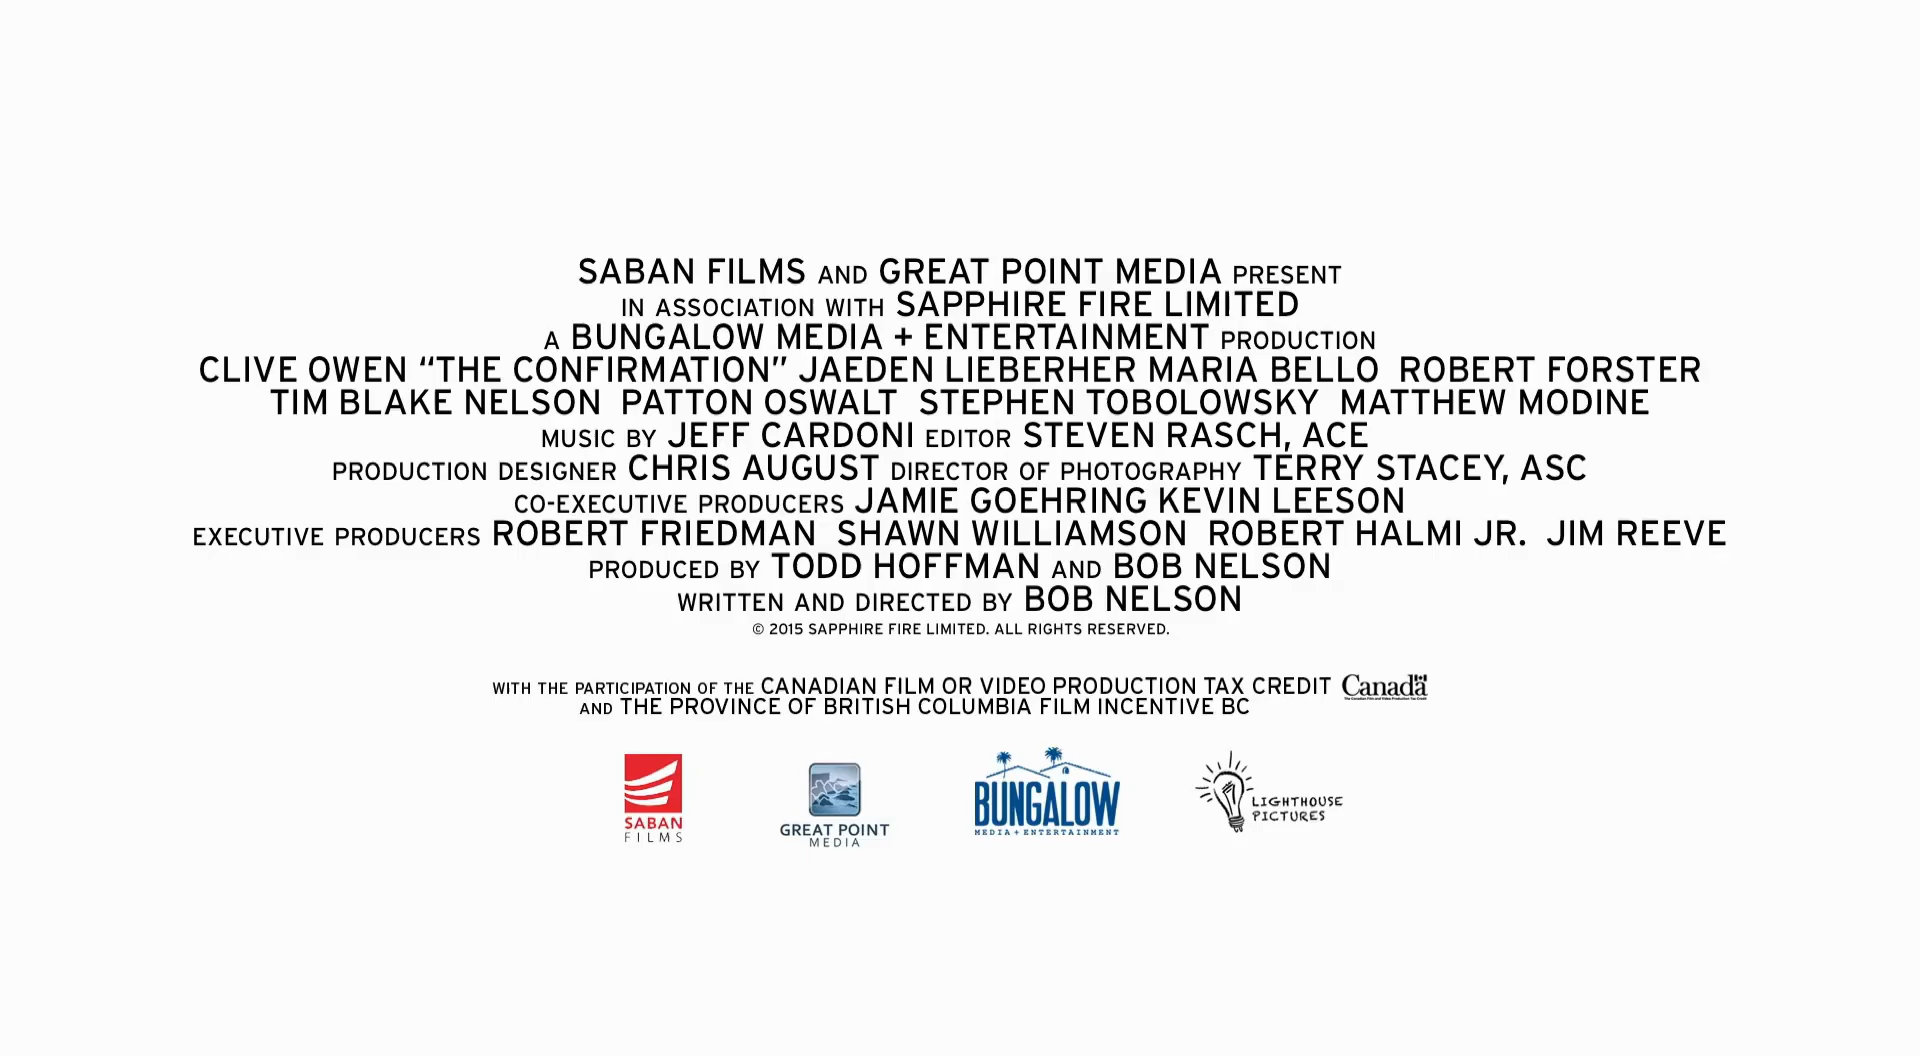 SABAN FILMS AND GREAT POINT MEDIA PRESENT
IN ASSOCIATION WITH SAPPHIRE FIRE LIMITED
A BUNGALOW MEDIA + ENTERTAINMENT PRODUCTION
CLIVE OWEN “THE CONFIRMATION” JAEDEN LIEBERHER MARIA BELLO ROBERT FORSTER
TIM BLAKE NELSON PATTON OSWALT STEPHEN TOBOLOWSKY MATTHEW MODINE
MUSIC BY JEFF CARDONI EDITOR STEVEN RASCH, ACE
PRODUCTION DESIGNER CHRIS AUGUST DIRECTOR OF PHOTOGRAPHY TERRY STACEY, ASC
CO-EXECUTIVE PRODUCERS JAMIE GOEHRING KEVIN LEESON
EXECUTIVE PRODUCERS ROBERT FRIEDMAN SHAWN WILLIAMSON ROBERT HALMI JR. JIM REEVE
PRODUCED BY TODD HOFFMAN AND BOB NELSON
WRITTEN AND DIRECTED BY BOB NELSON
© 2015 SAPPHIRE FIRE LIMITED. ALL RIGHTS RESERVED.
WITH THE PARTICIPATION OF THE CANADIAN FILM OR VIDEO PRODUCTION TAX CREDIT Canada
AND THE PROVINCE OF BRITISH COLUMBIA FILM INCENTIVE BC
SABAN
FILMS
GREAT POINT
MEDIA
BUNGALOW
MEDIA + ENTERTAINMENT
LIGHTHOUSE
PICTURES